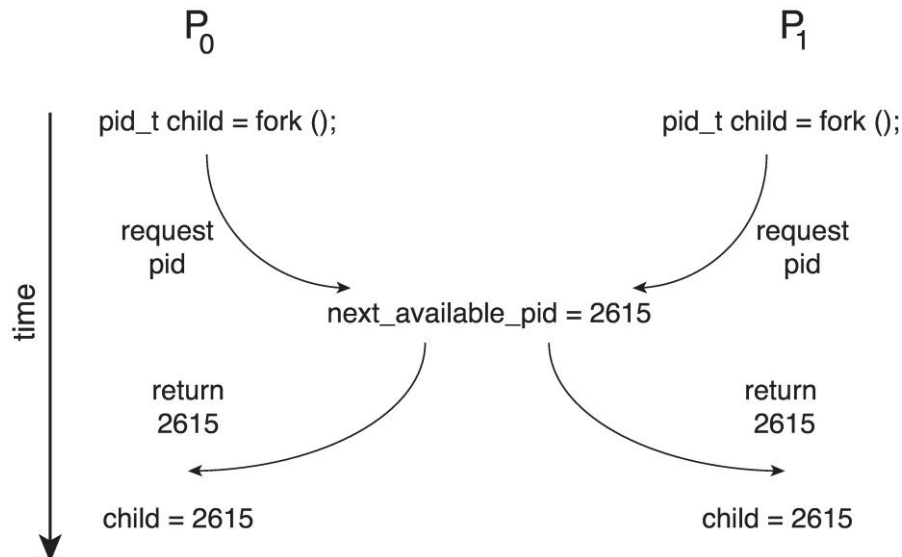 P0 P1
pid_t child = fork (); pid_t child = fork ();
request request
pid pid
next_available_pid = 2615
time
return return
2615 2615
child = 2615 child = 2615